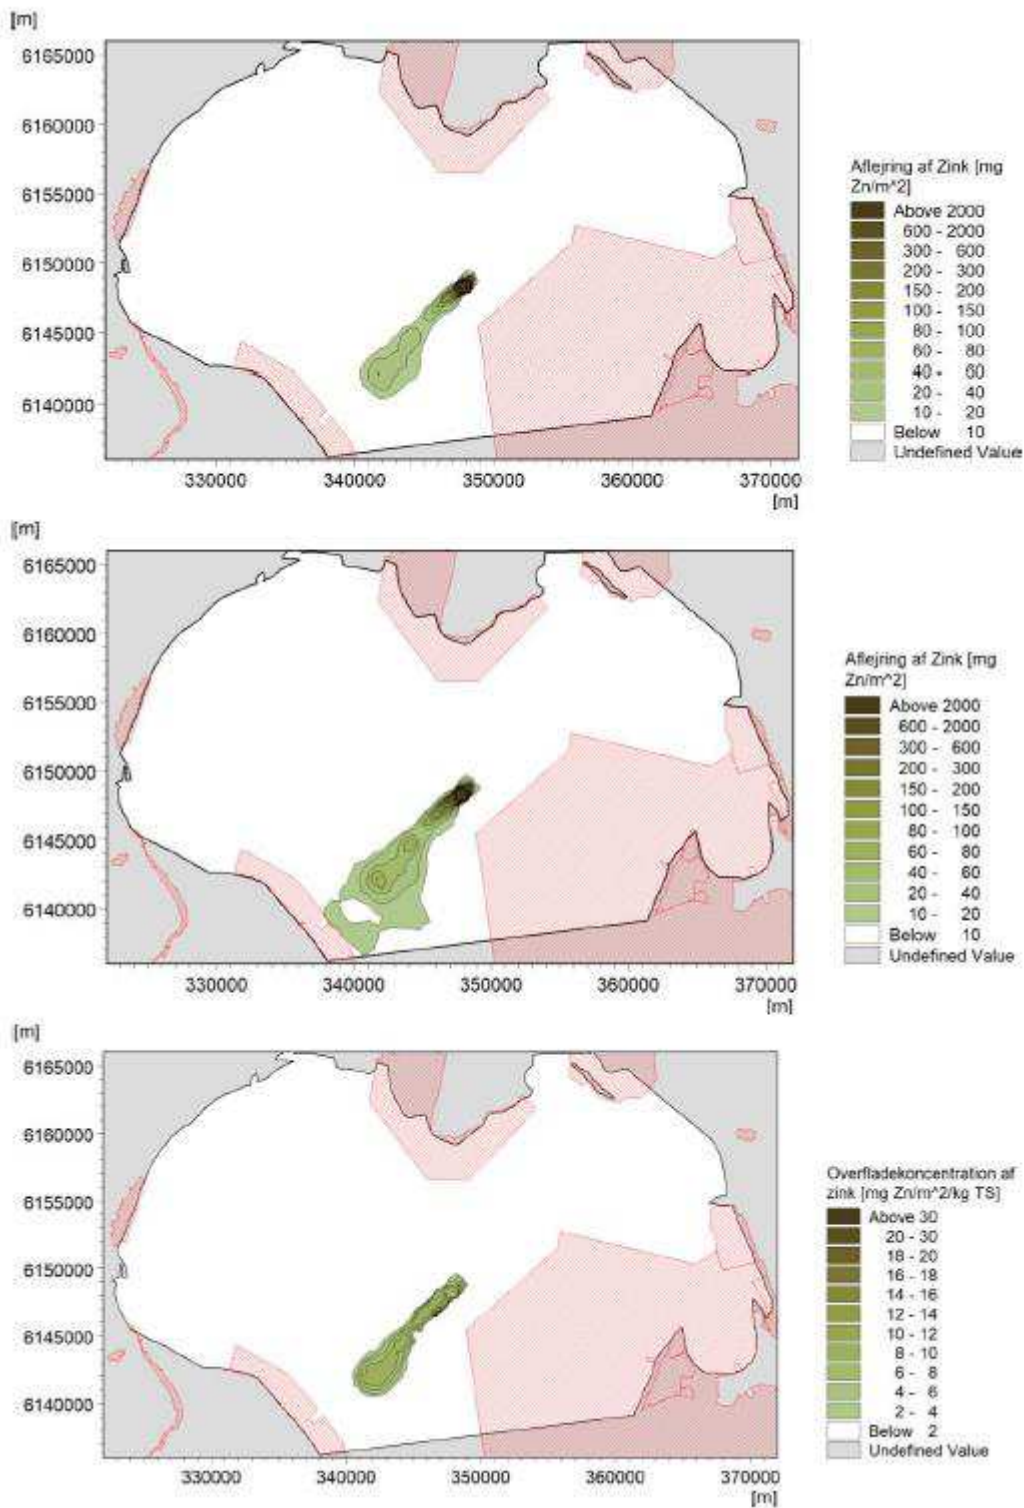 [m]
6165000
6160000
6155000
6150000
6145000
6140000
330000 340000 350000 360000 370000
[m]
Aflejring af Zink [mg
Zn/m^2]
Above 2000
600 - 2000
300 - 600
200 - 300
150 - 200
100 - 150
80 - 100
60 - 80
40 - 60
20 - 40
10 - 20
Below 10
Undefined Value
[m]
6165000
6160000
6155000
6150000
6145000
6140000
330000 340000 350000 360000 370000
[m]
Aflejring af Zink [mg
Zn/m^2]
Above 2000
600 - 2000
300 - 600
200 - 300
150 - 200
100 - 150
80 - 100
60 - 80
40 - 60
20 - 40
10 - 20
Below 10
Undefined Value
[m]
6165000
6160000
6155000
6150000
6145000
6140000
330000 340000 350000 360000 370000
[m]
Overfladekoncentration af
zink [mg Zn/m^2/kg TS]
Above 30
20 - 30
18 - 20
16 - 18
14 - 16
12 - 14
10 - 12
8 - 10
6 - 8
4 - 6
2 - 4
Below 2
Undefined Value